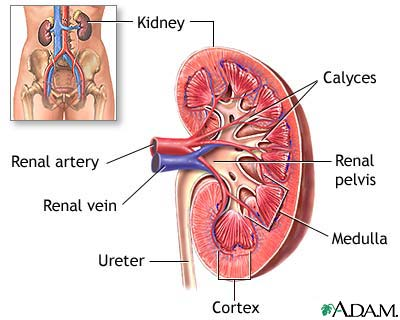 Kidney
Calyces
Renal artery
Renal
pelvis
Renal vein
Medulla
Ureter
Cortex
A.D.A.M.